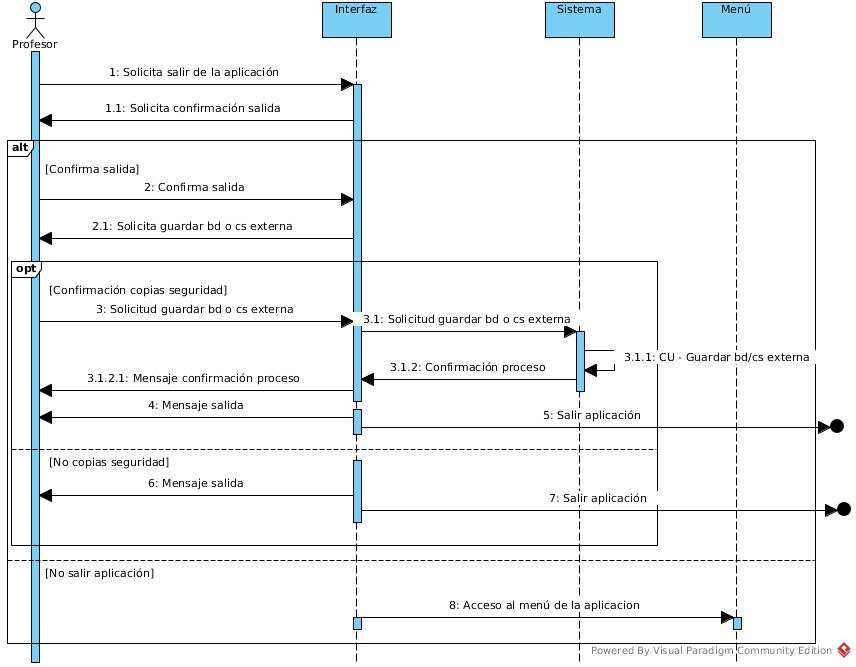 Interfaz
Sistema
Menú
Profesor
1: Solicita salir de la aplicación
1.1: Solicita confirmación salida
alt
[Confirma salida]
2: Confirma salida
2.1: Solicita guardar bd o cs externa
opt
[Confirmación copias seguridad]
3: Solicitud guardar bd o cs externa
3.1: Solicitud guardar bd o cs externa
3.1.1: CU - Guardar bd/cs externa
3.1.2: Confirmación proceso
3.1.2.1: Mensaje confirmación proceso
4: Mensaje salida
5: Salir aplicación
[No copias seguridad]
6: Mensaje salida
7: Salir aplicación
[No salir aplicación]
8: Acceso al menú de la aplicacion
Powered By Visual Paradigm Community Edition